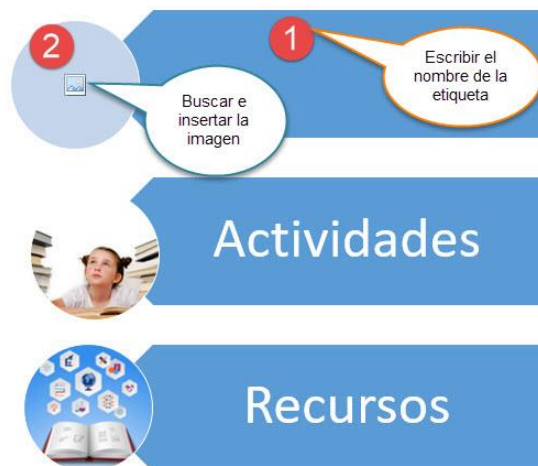 2
1
Escribir el
nombre de la
etiqueta
Buscar e
insertar la
imagen
Actividades
Recursos